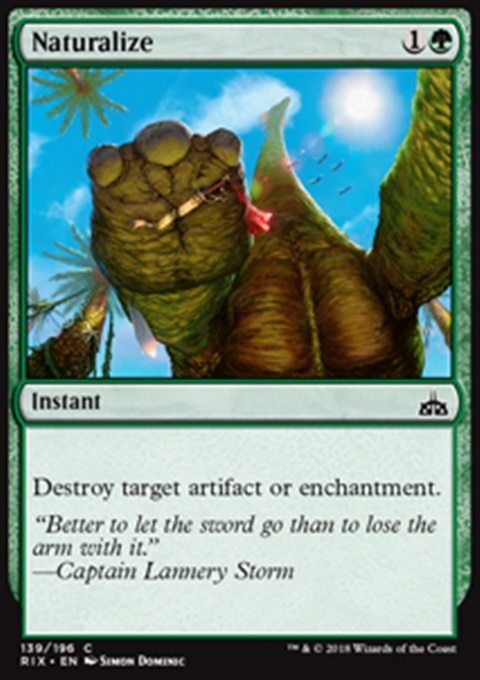 Naturalize 1
Instant
Destroy target artifact or enchantment.
“Better to let the sword go than to lose the
arm with it.”
—Captain Lannery Storm
139/196 C
™ & © 2018 Wizards of the Coast
RIX • EN Simon Dominic